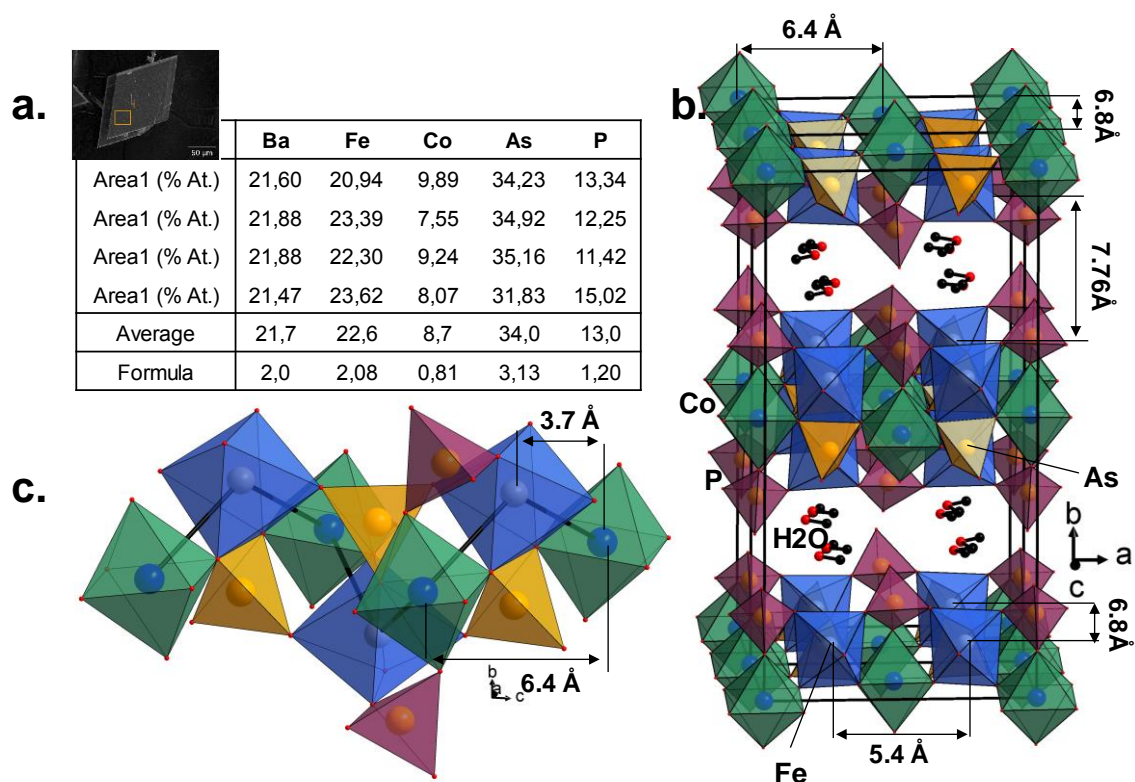 a.
50 µm
Ba Fe Co As P
Area1 (% At.) 21,60 20,94 9,89 34,23 13,34
Area1 (% At.) 21,88 23,39 7,55 34,92 12,25
Area1 (% At.) 21,88 22,30 9,24 35,16 11,42
Area1 (% At.) 21,47 23,62 8,07 31,83 15,02
Average 21,7 22,6 8,7 34,0 13,0
Formula 2,0 2,08 0,81 3,13 1,20
c.
3.7 Å
6.4 Å
b
a
c
b.
6.4 Å
6.8Å
7.76Å
Co
P
As
H2O
b
a
c
6.8Å
5.4 Å
Fe